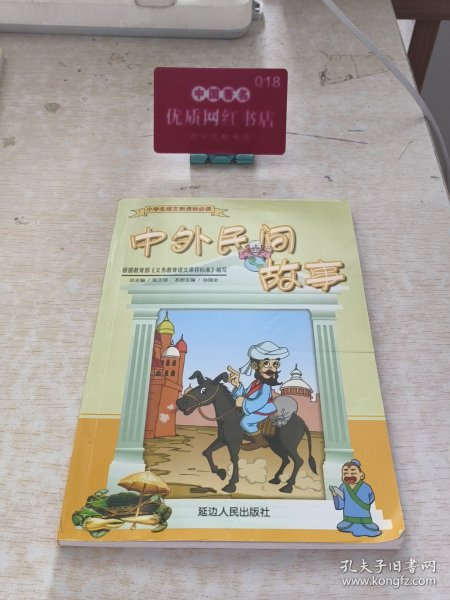 018
中国著名
优质网红书店
小学生语文新课标必读
中外民间
故事
根据教育部《义务教育语文课程标准》编写
延边人民出版社
孔夫子旧书网
www.kongfz.com